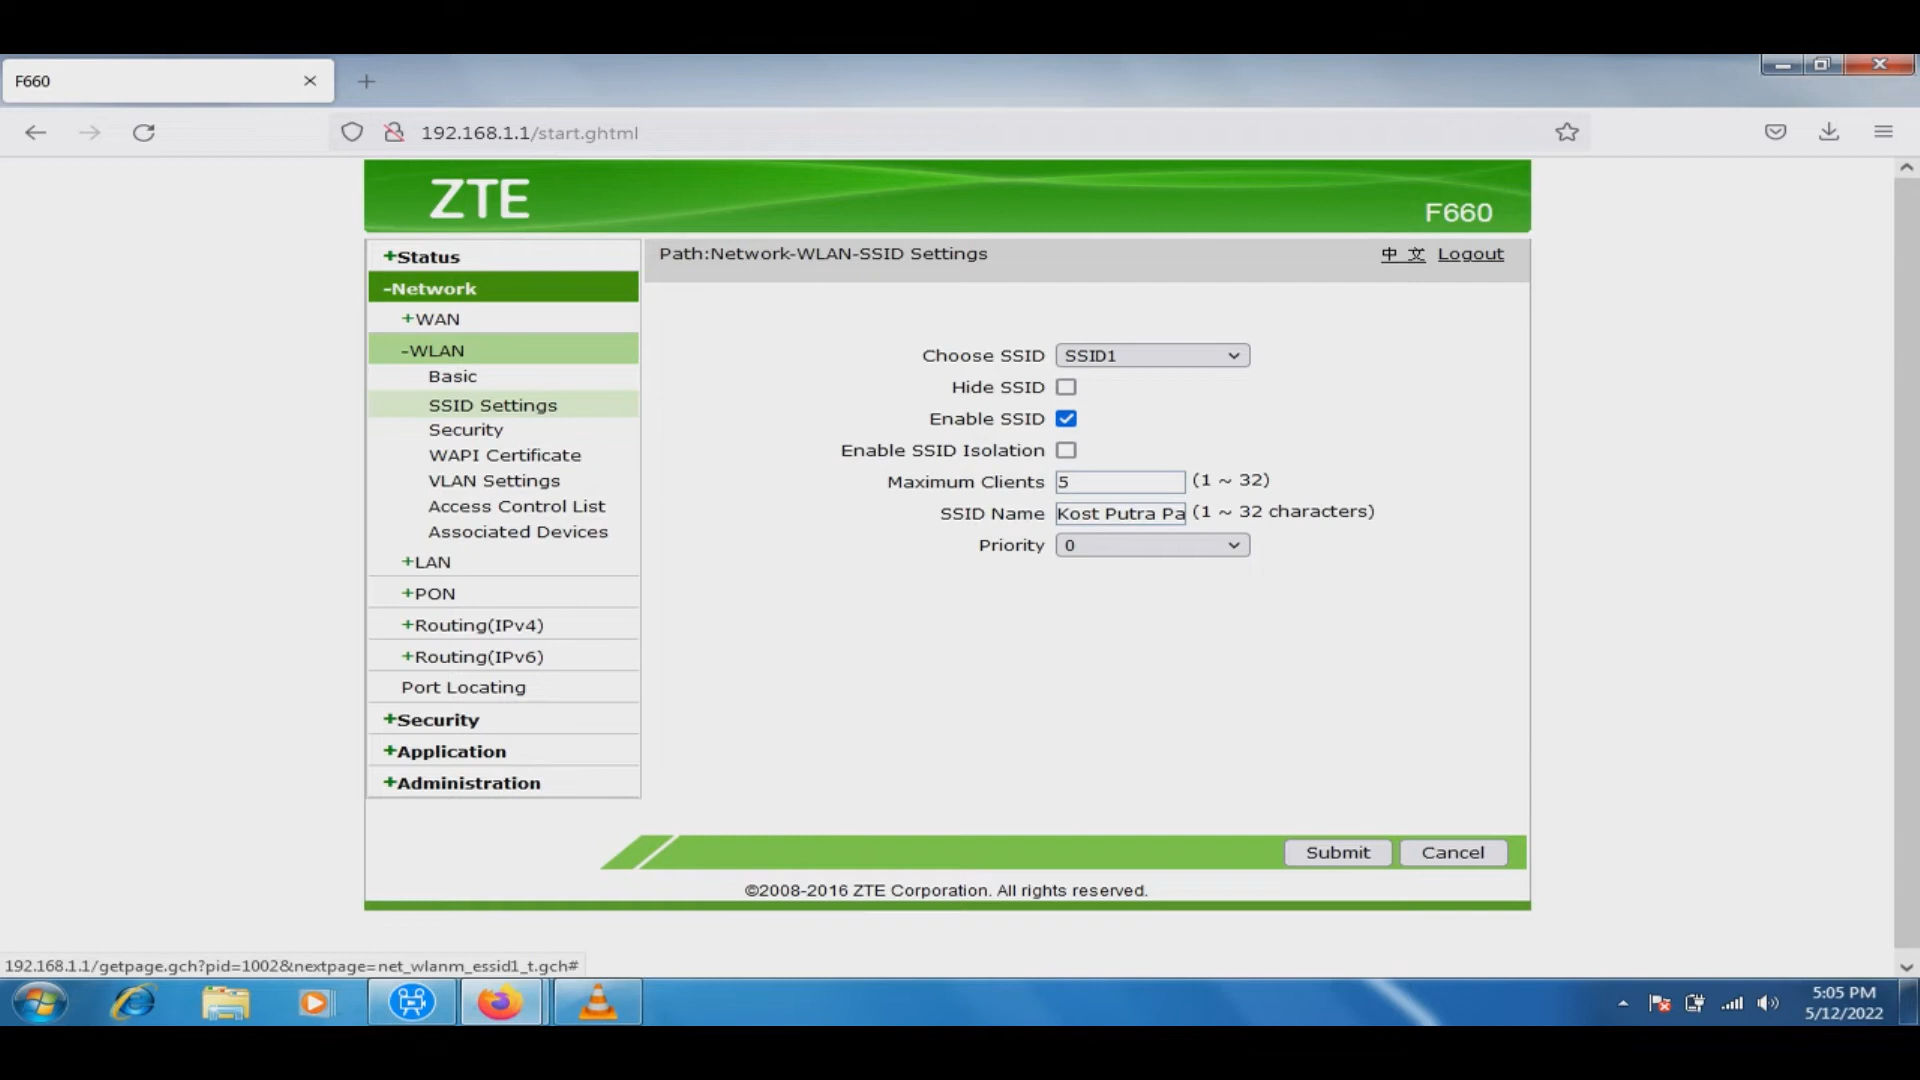 F660
192.168.1.1/start.ghtml
ZTE
F660
+Status
Path:Network-WLAN-SSID Settings
中 文 Logout
-Network
+WAN
-WLAN
Basic
SSID Settings
Security
WAPI Certificate
VLAN Settings
Access Control List
Associated Devices
+LAN
+PON
+Routing(IPv4)
+Routing(IPv6)
Port Locating
+Security
+Application
+Administration
Choose SSID SSID1
Hide SSID
Enable SSID
Enable SSID Isolation
Maximum Clients 5 (1 ~ 32)
SSID Name Kost Putra Pa (1 ~ 32 characters)
Priority 0
Submit Cancel
©2008-2016 ZTE Corporation. All rights reserved.
192.168.1.1/getpage.gch?pid=1002&nextpage=net_wlanm_essid1_t.gch#
5:05 PM
5/12/2022